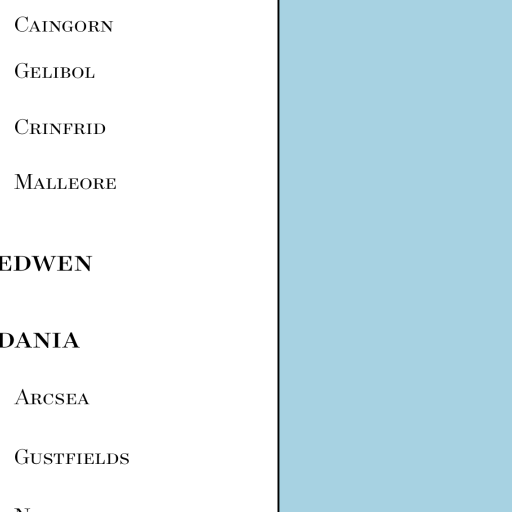 Caingorn
Gelibol
Crinfrid
Malleore
EDWEN
DANIA
Arcsea
Gustfields